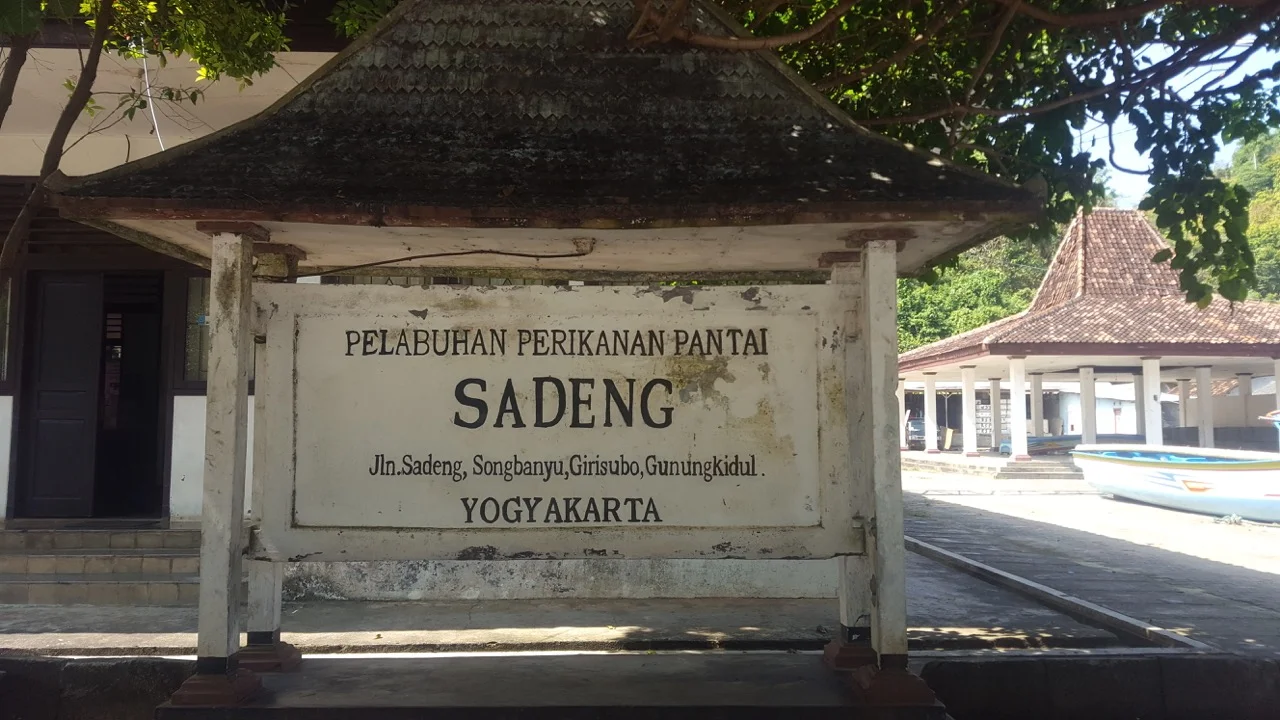 PELABUHAN PERIKANAN PANTAI
SADENG
Jln.Sadeng, Songbanyu,Girisubo,Gunungkidul.
YOGYAKARTA